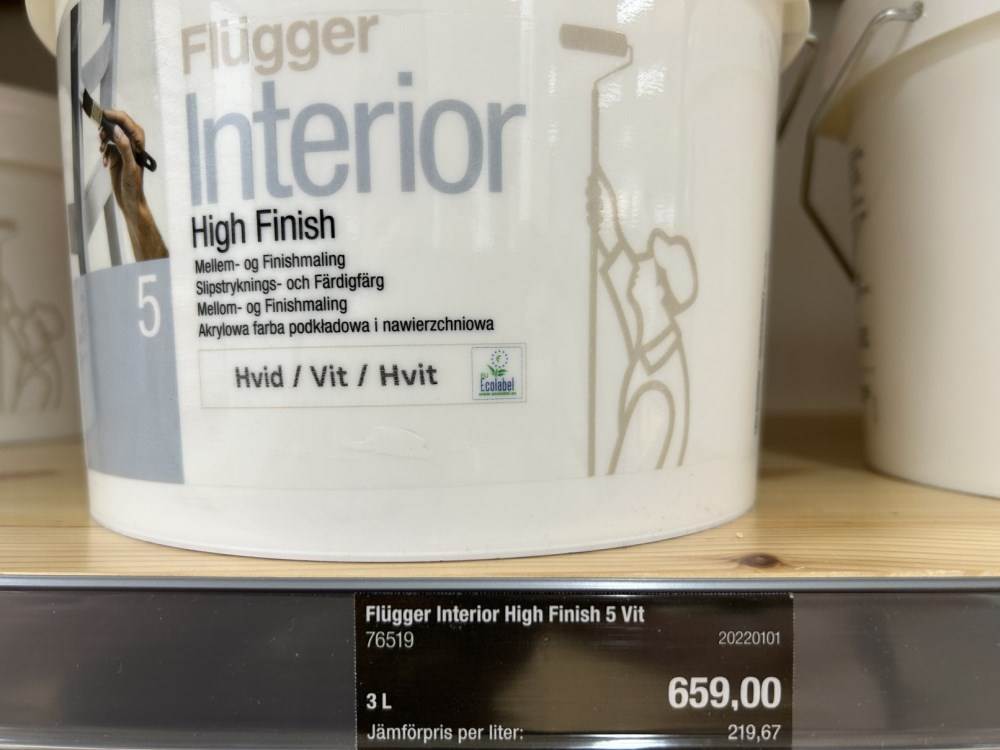 Flügger
Interior
High Finish
Mellem- og Finishmaling
Slipstryknings- och Färdigfärg
Mellom- og Finishmaling
Akrylowa farba podkładowa i nawierzchniowa
5
Hvid / Vit / Hvit
EU
Ecolabel
Flügger Interior High Finish 5 Vit
76519 20220101
3 L 659,00
Jämförpris per liter: 219,67